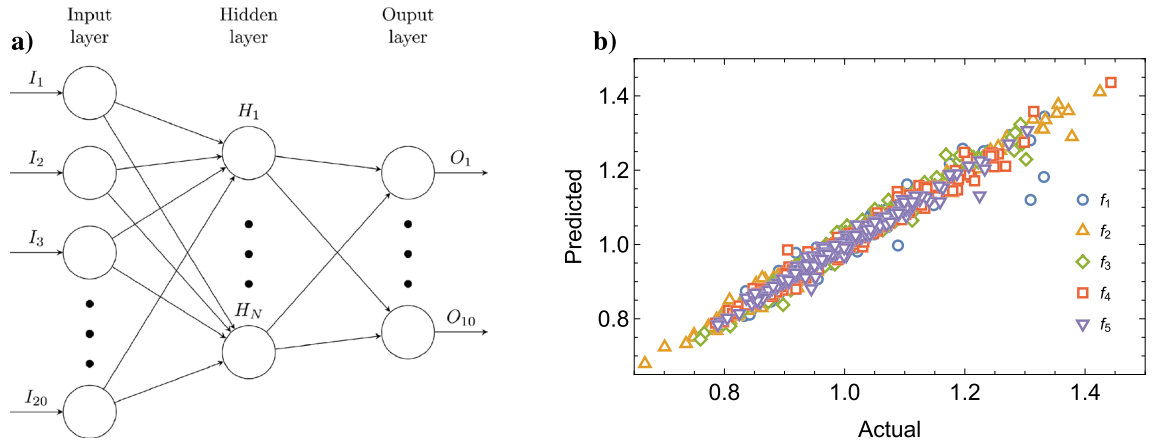 a)
Input
layer
Hidden
layer
Ouput
layer
I1
I2
I3
I20
H1
HN
O1
O10
b)
Predicted
1.4
1.2
1.0
0.8
0.8 1.0 1.2 1.4
Actual
f1
f2
f3
f4
f5